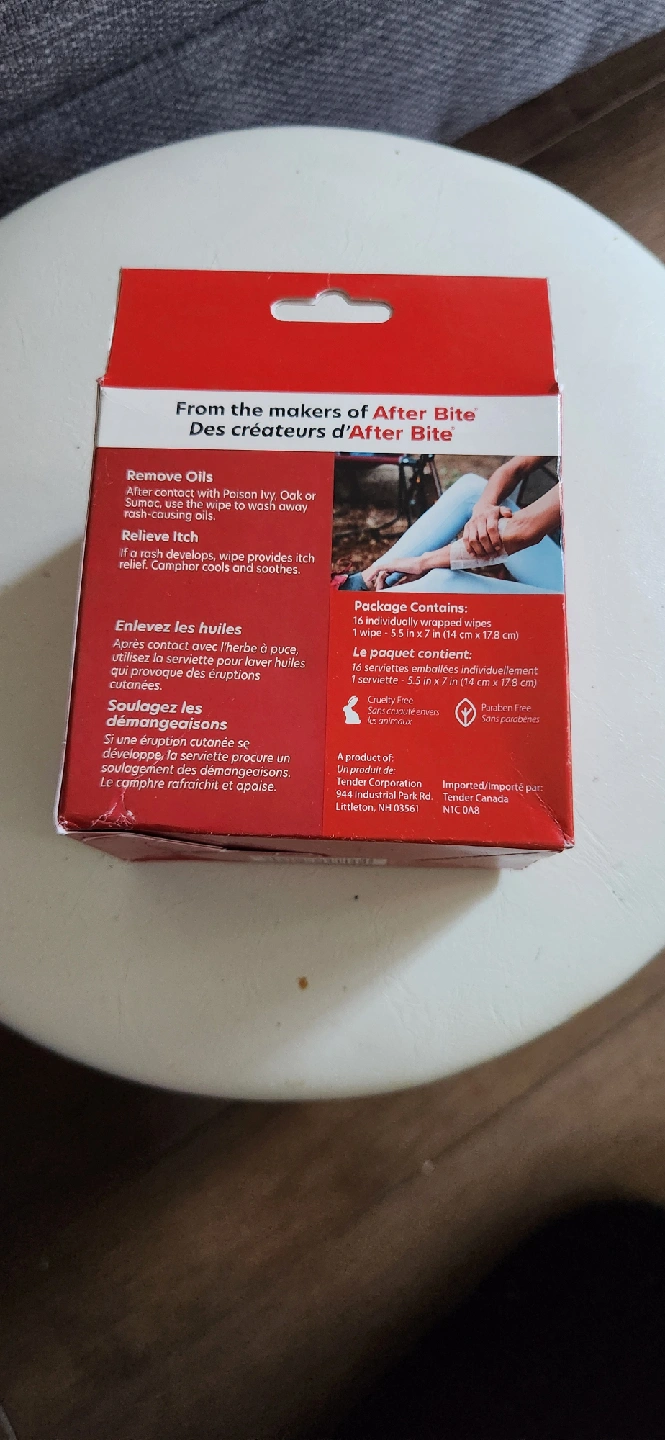 From the makers of After Bite®
Des créateurs d'After Bite®
Remove Oils
After contact with Poison Ivy, Oak or
Sumac, use the wipe to wash away
rash-causing oils.
Relieve Itch
If a rash develops, wipe provides itch
relief. Camphor cools and soothes.
Enlevez les huiles
Après contact avec l'herbe à puce,
utilisez la serviette pour laver huiles
qui provoque des éruptions
cutanées.
Soulagez les
démangeaisons
Si une éruption cutanée se
développe, la serviette procure un
soulagement des démangeaisons.
Le camphre rafraîchit et apaise.
Package Contains:
16 individually wrapped wipes
1 wipe - 5.5 in x 7 in (14 cm x 17.8 cm)
Le paquet contient:
16 serviettes emballées individuellement
1 serviette - 5.5 in x 7 in (14 cm x 17.8 cm)
Cruelty Free
Sans cruauté envers
les animaux
Paraben Free
Sans parabènes
A product of:
Un produit de:
Tender Corporation
944 Industrial Park Rd.
Littleton, NH 03561
Imported/Importé par:
Tender Canada
N1C 0A8